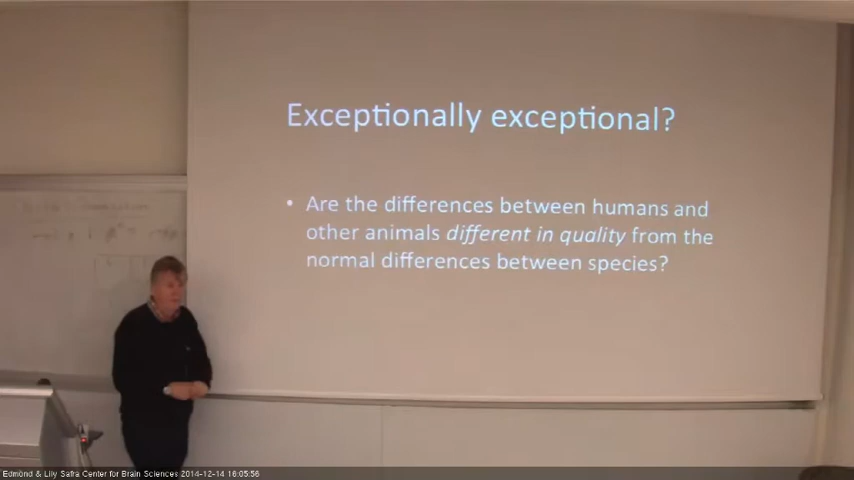 Exceptionally exceptional?
• Are the differences between humans and
other animals different in quality from the
normal differences between species?
Edmond & Lily Safra Center for Brain Sciences 2014-12-14 16:05:56